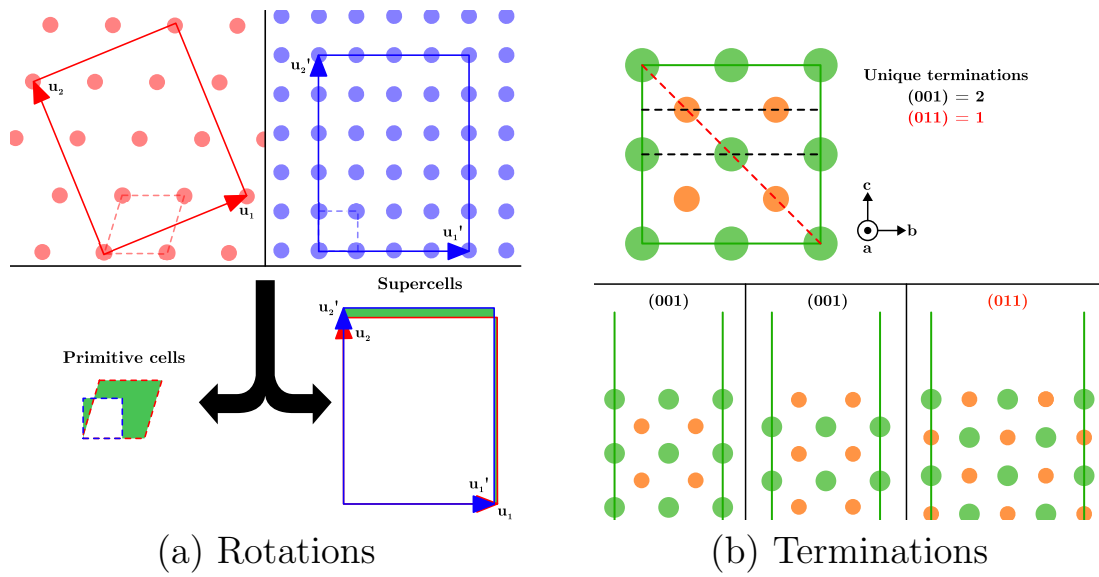 u₂
u₁
u₂'
u₁'
Supercells
u₂'
u₂
Primitive cells
u₁'
u₁
(a) Rotations
Unique terminations
(001) = 2
(011) = 1
c
b
a
(001)
(001)
(011)
(b) Terminations